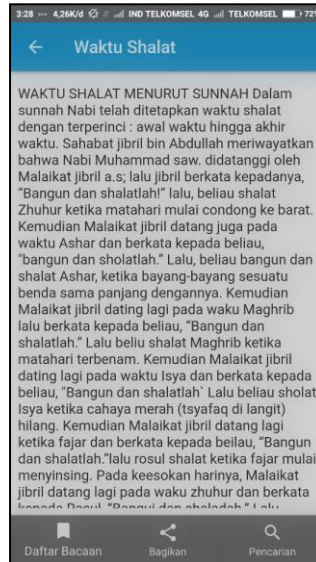 3:28 ... 4,26K/d IND TELKOMSEL 4G TELKOMSEL 72%
Waktu Shalat
WAKTU SHALAT MENURUT SUNNAH Dalam
sunnah Nabi telah ditetapkan waktu shalat
dengan terperinci : awal waktu hingga akhir
waktu. Sahabat jibril bin Abdullah meriwayatkan
bahwa Nabi Muhammad saw. didatanggi oleh
Malaikat jibril a.s; lalu jibril berkata kepadanya,
“Bangun dan shalatlah!” lalu, beliau shalat
Zhuhur ketika matahari mulai condong ke barat.
Kemudian Malaikat jibril datang juga pada
waktu Ashar dan berkata kepada beliau,
"bangun dan sholatlah.” Lalu, beliau bangun dan
shalat Ashar, ketika bayang-bayang sesuatu
benda sama panjang dengannya. Kemudian
Malaikat jibril dating lagi pada waku Maghrib
lalu berkata kepada beliau, “Bangun dan
shalatlah.” Lalu beliu shalat Maghrib ketika
matahari terbenam. Kemudian Malaikat jibril
dating lagi pada waktu Isya dan berkata kepada
beliau, "Bangun dan shalatlah` Lalu beliau sholat
Isya ketika cahaya merah (tsyafaq di langit)
hilang. Kemudian Malaikat jibril datang lagi
ketika fajar dan berkata kepada beilau, “Bangun
dan shalatlah.”lalu rosul shalat ketika fajar mulai
menyinsing. Pada keesokan harinya, Malaikat
jibril datang lagi pada waku zhuhur dan berkata
kepada Rasul, “Bangui dan shaladah.” Lalu
Daftar Bacaan
Bagikan
Pencarian